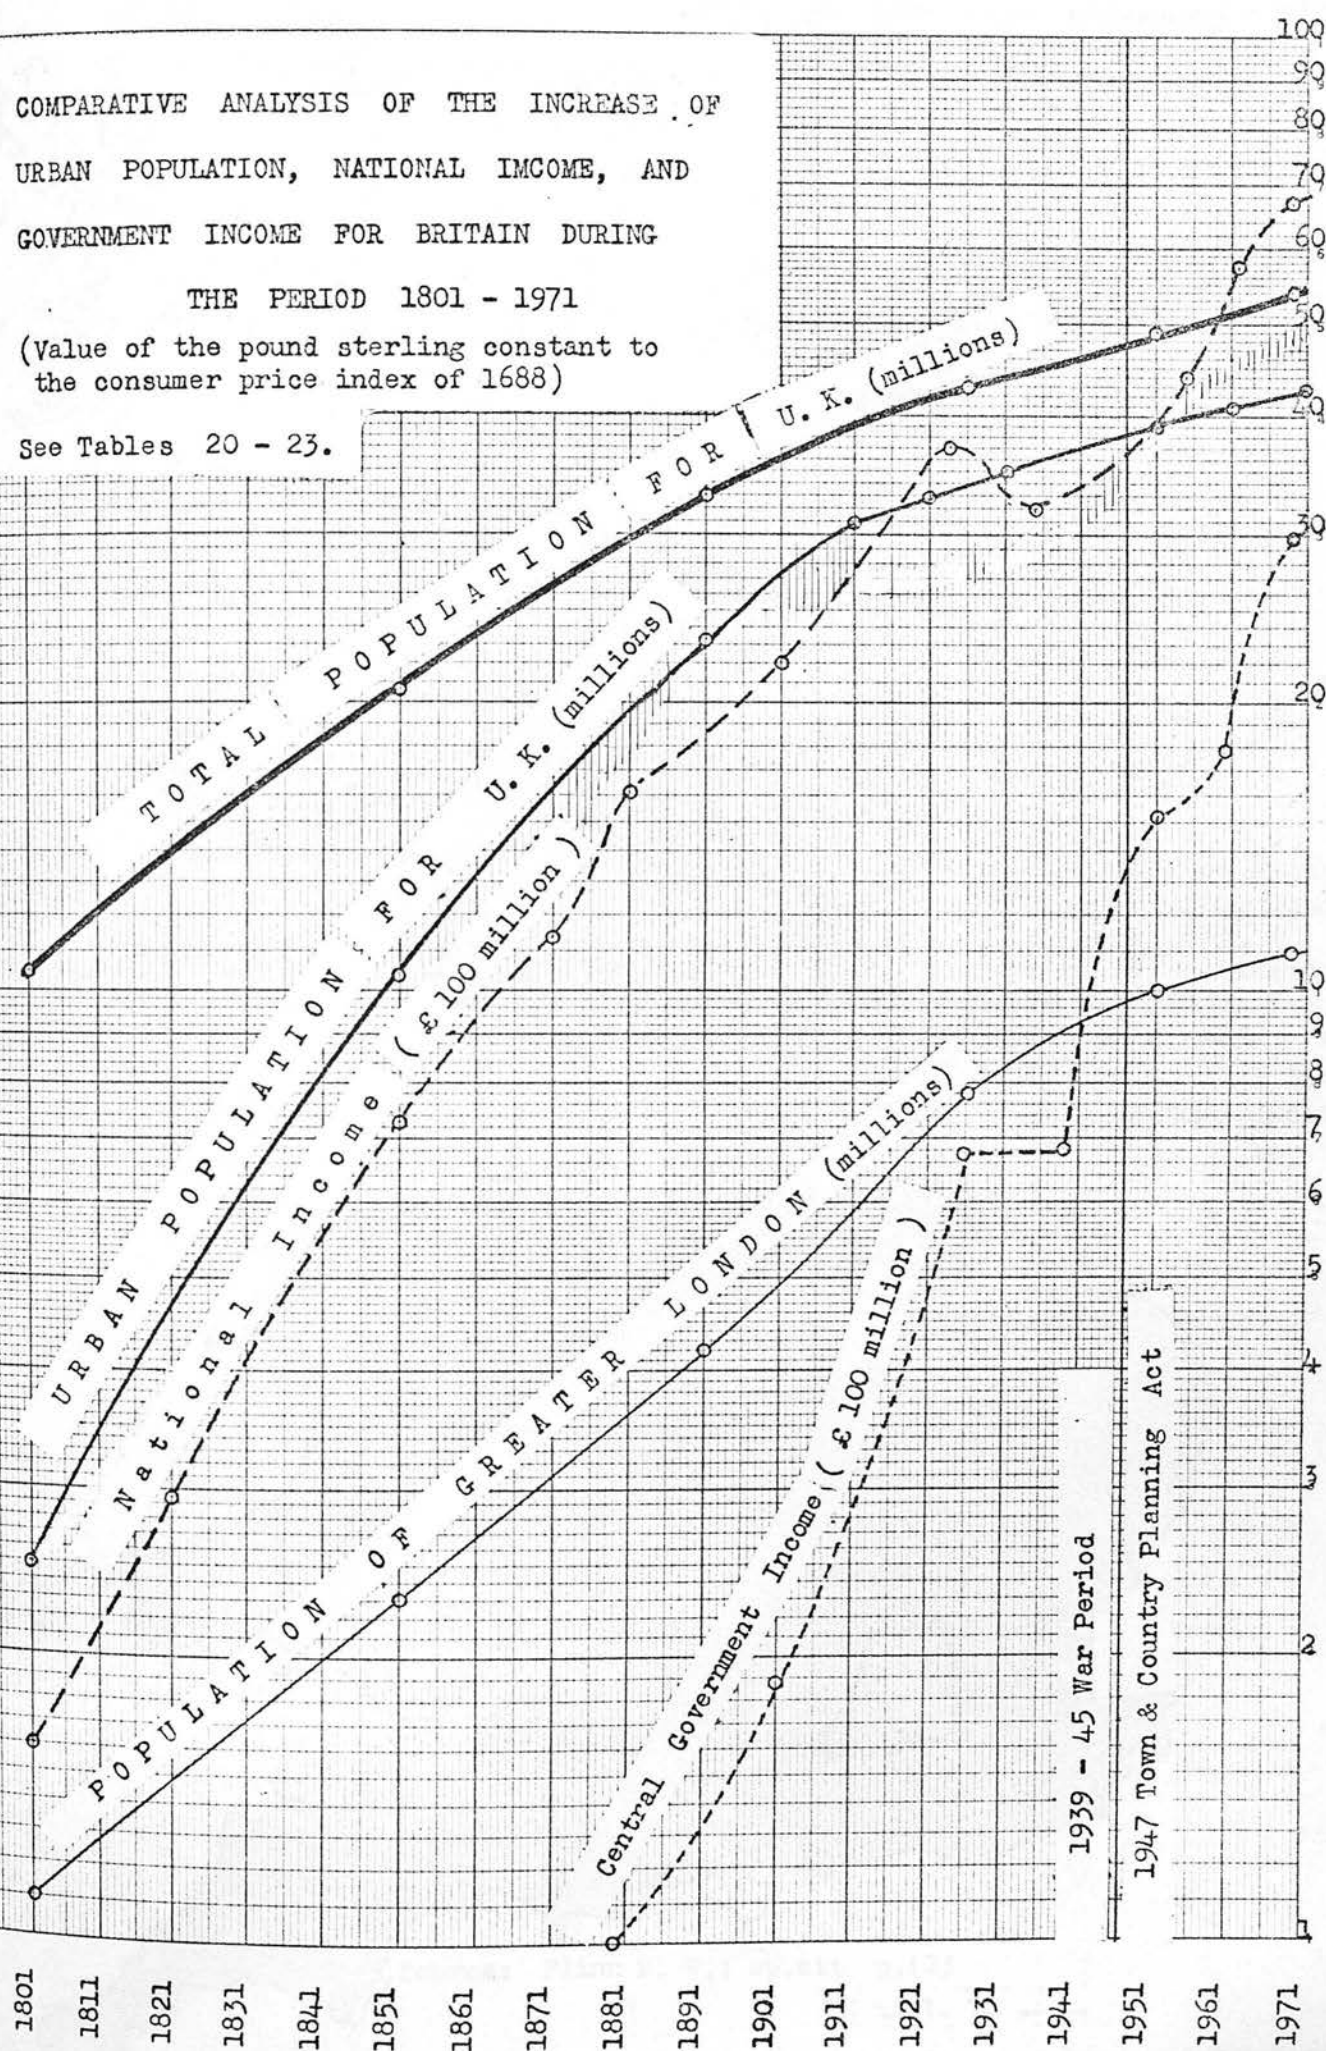 COMPARATIVE ANALYSIS OF THE INCREASE OF
URBAN POPULATION, NATIONAL IMCOME, AND
GOVERNMENT INCOME FOR BRITAIN DURING
THE PERIOD 1801 - 1971
(Value of the pound sterling constant to
the consumer price index of 1688)
See Tables 20 - 23.
TOTAL POPULATION FOR U. K. (millions)
URBAN POPULATION FOR U. K. (millions)
National Income ( £ 100 million )
POPULATION OF GREATER LONDON (millions)
Central Government Income ( £ 100 million )
1939 - 45 War Period
1947 Town & Country Planning Act
100
90
80
70
60
50
40
30
20
10
9
8
7
6
5
4
3
2
1
1801
1811
1821
1831
1841
1851
1861
1871
1881
1891
1901
1911
1921
1931
1941
1951
1961
1971